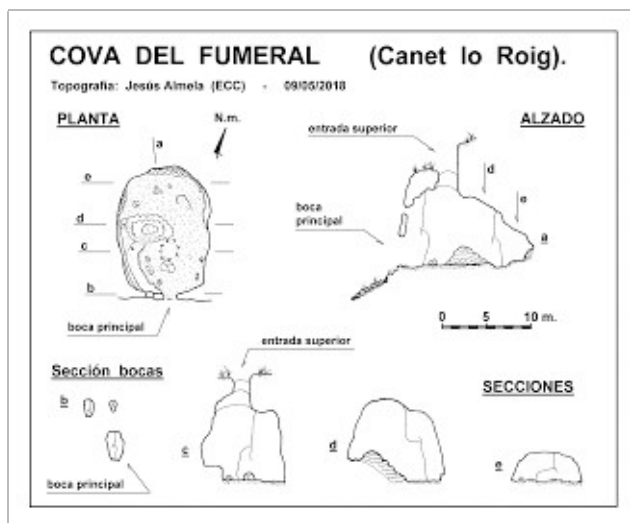 COVA DEL FUMERAL (Canet lo Roig).
Topografia: Jesús Almela (ECC) - 09/05/2018
PLANTA
N.m.
ALZADO
entrada superior
a
e
d
c
b
boca principal
d
e
boca
principal
a
0 5 10 m.
entrada superior
Sección bocas
SECCIONES
b
c
d
e
boca principal